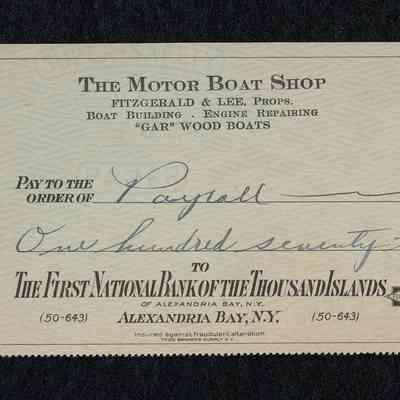 THE MOTOR BOAT SHOP
FITZGERALD & LEE, PROPS.
BOAT BUILDING . ENGINE REPAIRING
"GAR" WOOD BOATS
PAY TO THE
ORDER OF Payroll
One hundred seventy
TO
THE FIRST NATIONAL BANK OF THE THOUSAND ISLANDS
OF ALEXANDRIA BAY, N.Y.
(50-643) ALEXANDRIA BAY, N.Y. (50-643)
insured against fraudulent alteration